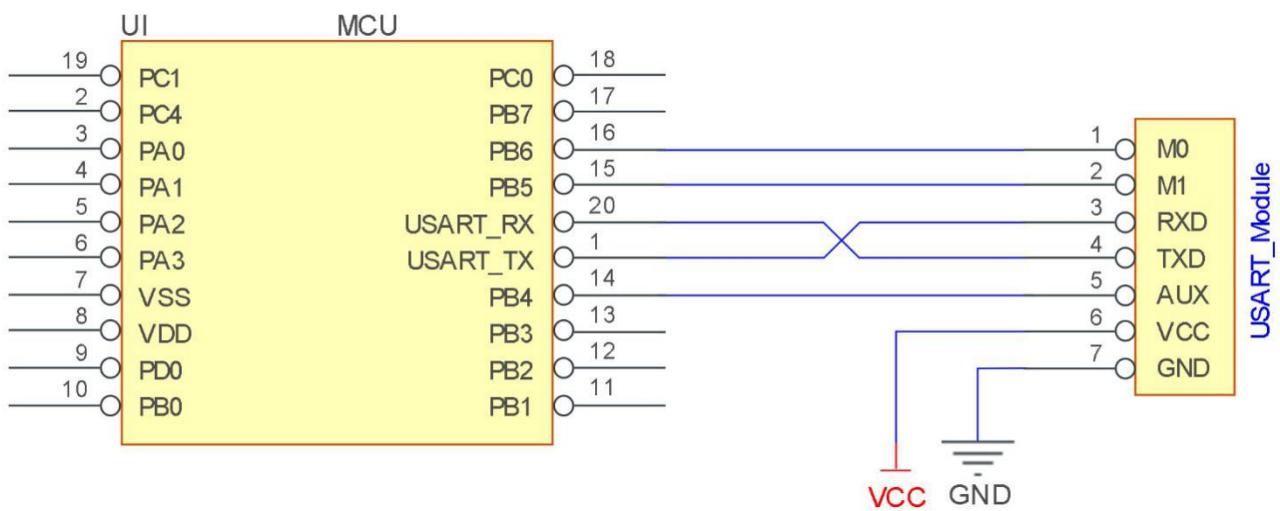 UI MCU
19 PC1 PC0 18
2 PC4 PB7 17
3 PA0 PB6 16 1 M0
4 PA1 PB5 15 2 M1
5 PA2 USART_RX 20 3 RXD
6 PA3 USART_TX 1 4 TXD
7 VSS PB4 14 5 AUX
8 VDD PB3 13 6 VCC
9 PD0 PB2 12 7 GND
10 PB0 PB1 11
USART_Module
VCC GND